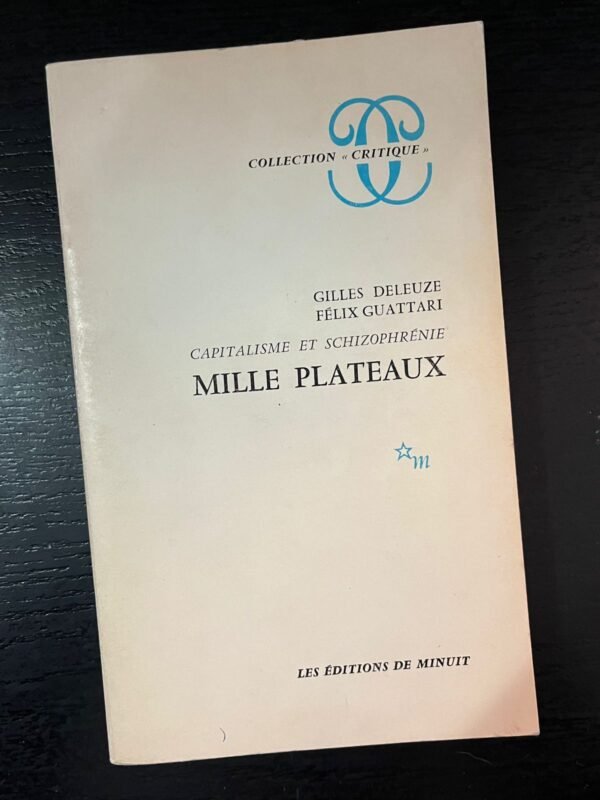 COLLECTION « CRITIQUE »
GILLES DELEUZE
FÉLIX GUATTARI
CAPITALISME ET SCHIZOPHRÉNIE
MILLE PLATEAUX
m
LES ÉDITIONS DE MINUIT